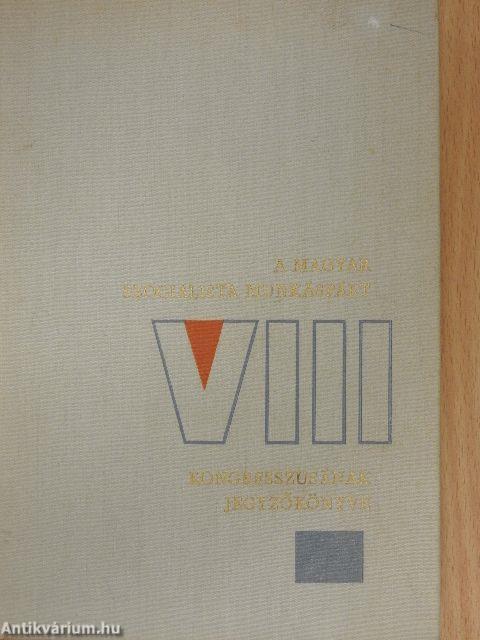 A MAGYAR
SZOCIALISTA MUNKÁSPÁRT
VIII
KONGRESSZUSÁNAK
JEGYZŐKÖNYVE
Antikvárium.hu